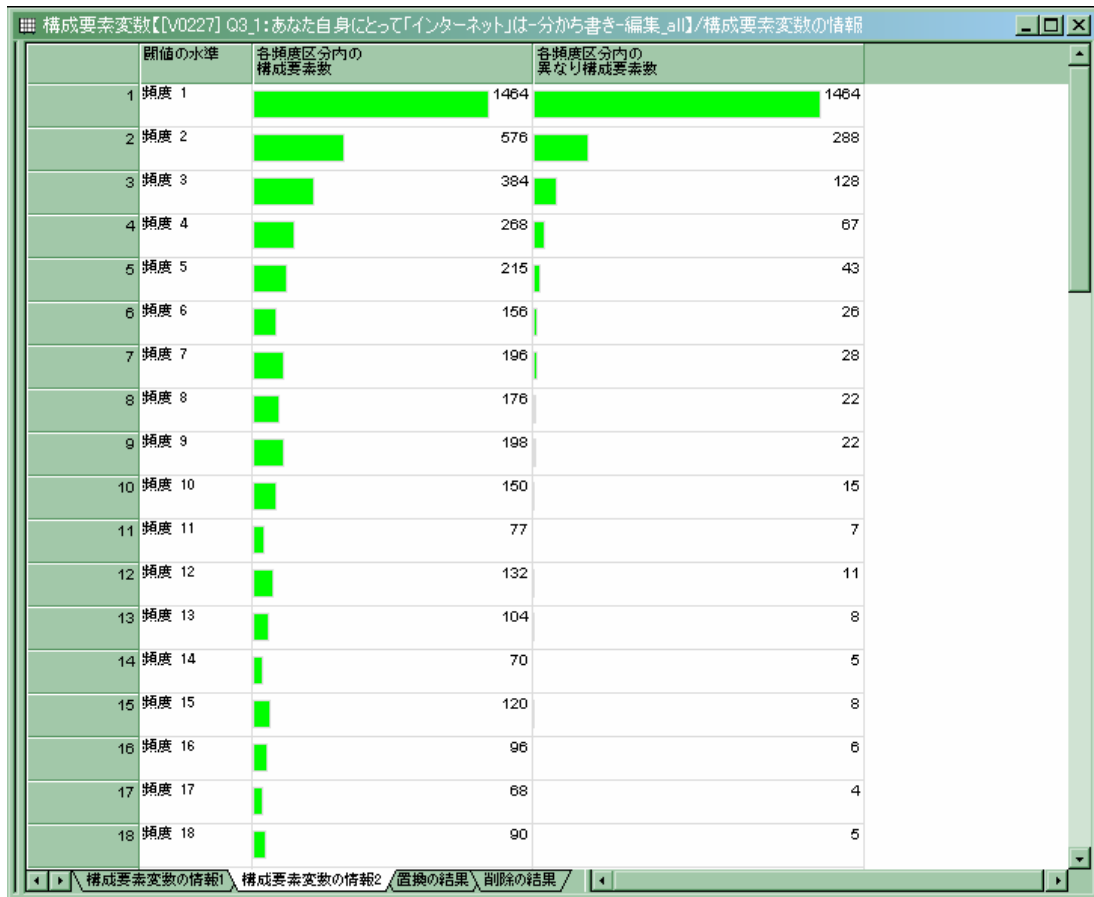 構成要素変数【[V0227] Q3_1:あなた自身にとって「インターネット」は-分かち書き-編集_all】/構成要素変数の情報
閾値の水準 各頻度区分内の 各頻度区分内の
構成要素数 異なり構成要素数
1 頻度 1 1464 1464
2 頻度 2 576 288
3 頻度 3 384 128
4 頻度 4 268 67
5 頻度 5 215 43
6 頻度 6 156 26
7 頻度 7 196 28
8 頻度 8 176 22
9 頻度 9 198 22
10 頻度 10 150 15
11 頻度 11 77 7
12 頻度 12 132 11
13 頻度 13 104 8
14 頻度 14 70 5
15 頻度 15 120 8
16 頻度 16 96 6
17 頻度 17 68 4
18 頻度 18 90 5
構成要素変数の情報1 構成要素変数の情報2 置換の結果 削除の結果